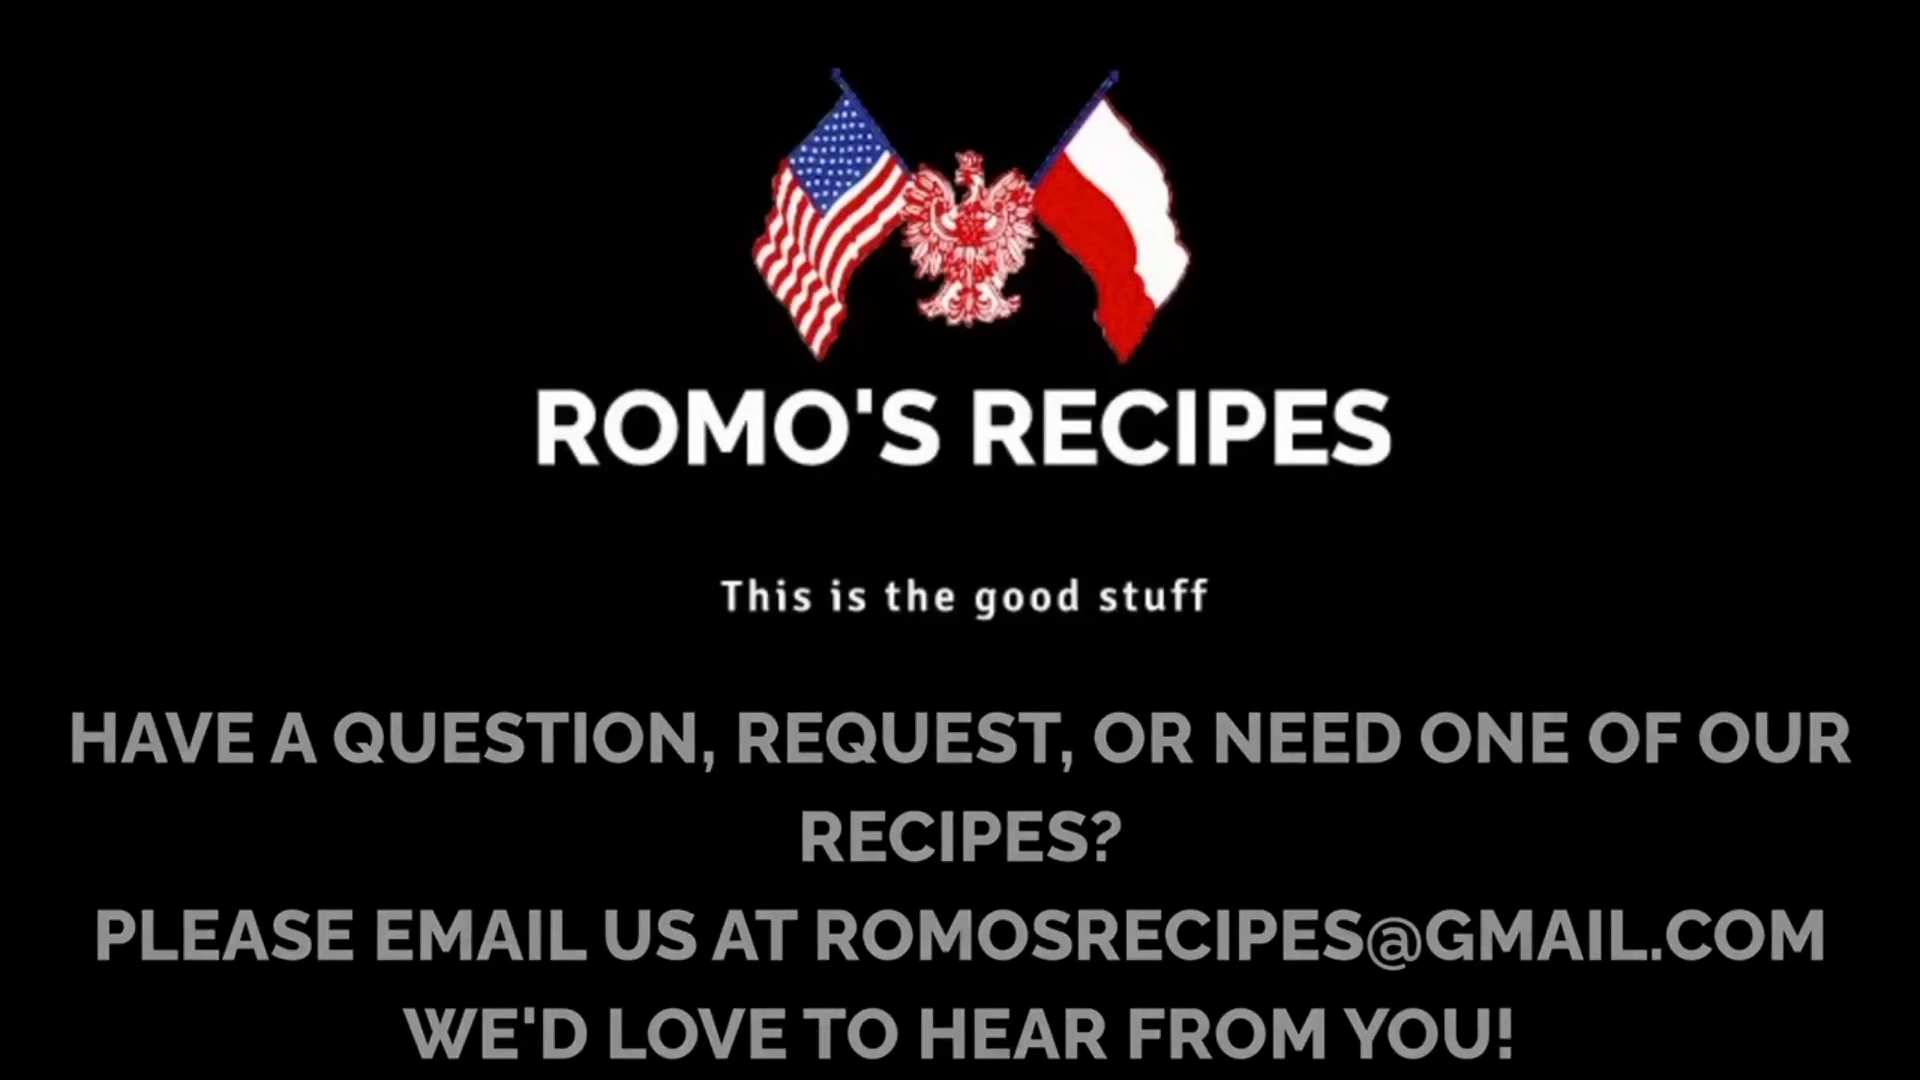 ROMO'S RECIPES
This is the good stuff
HAVE A QUESTION, REQUEST, OR NEED ONE OF OUR
RECIPES?
PLEASE EMAIL US AT ROMOSRECIPES@GMAIL.COM
WE'D LOVE TO HEAR FROM YOU!